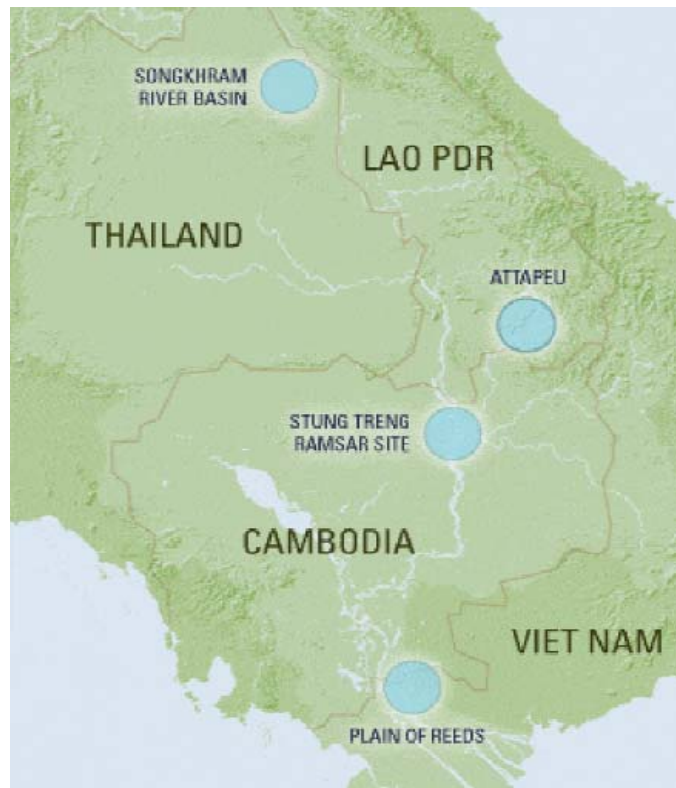 SONGKHRAM
RIVER BASIN
LAO PDR
THAILAND
ATTAPEU
STUNG TRENG
RAMSAR SITE
CAMBODIA
VIET NAM
PLAIN OF REEDS